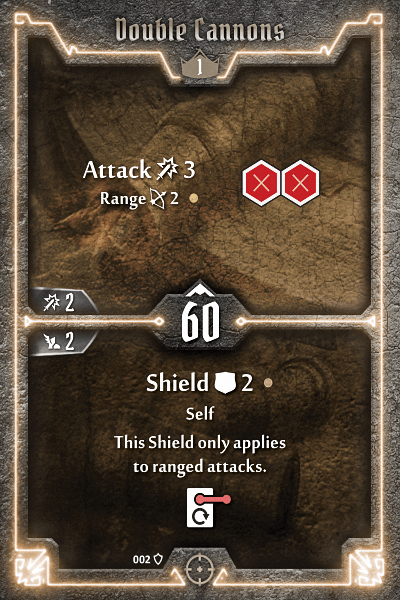 Double Cannons
1
Attack 3
Range 2
2
60
2
Shield 2
Self
This Shield only applies
to ranged attacks.
002